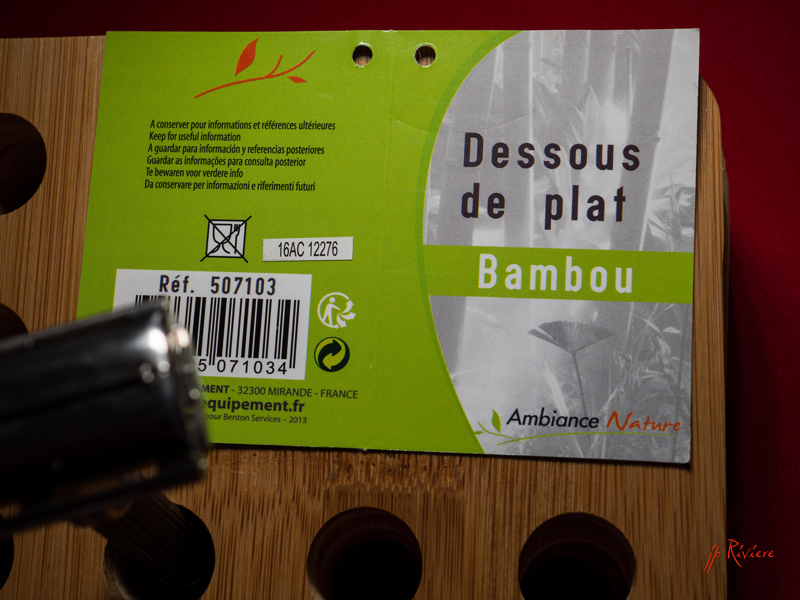 A conserver pour informations et références ultérieures
Keep for useful information
A guardar para información y referencias posteriores
Guardar as informações para consulta posterior
Te bewaren voor verdere info
Da conservare per informazioni e riferimenti futuri
16AC 12276
Réf. 507103
5 071034
- 32300 MIRANDE - FRANCE
pour Benton Services – 2013
Dessous
de plat
Bambou
Ambiance Nature
jp Rivière